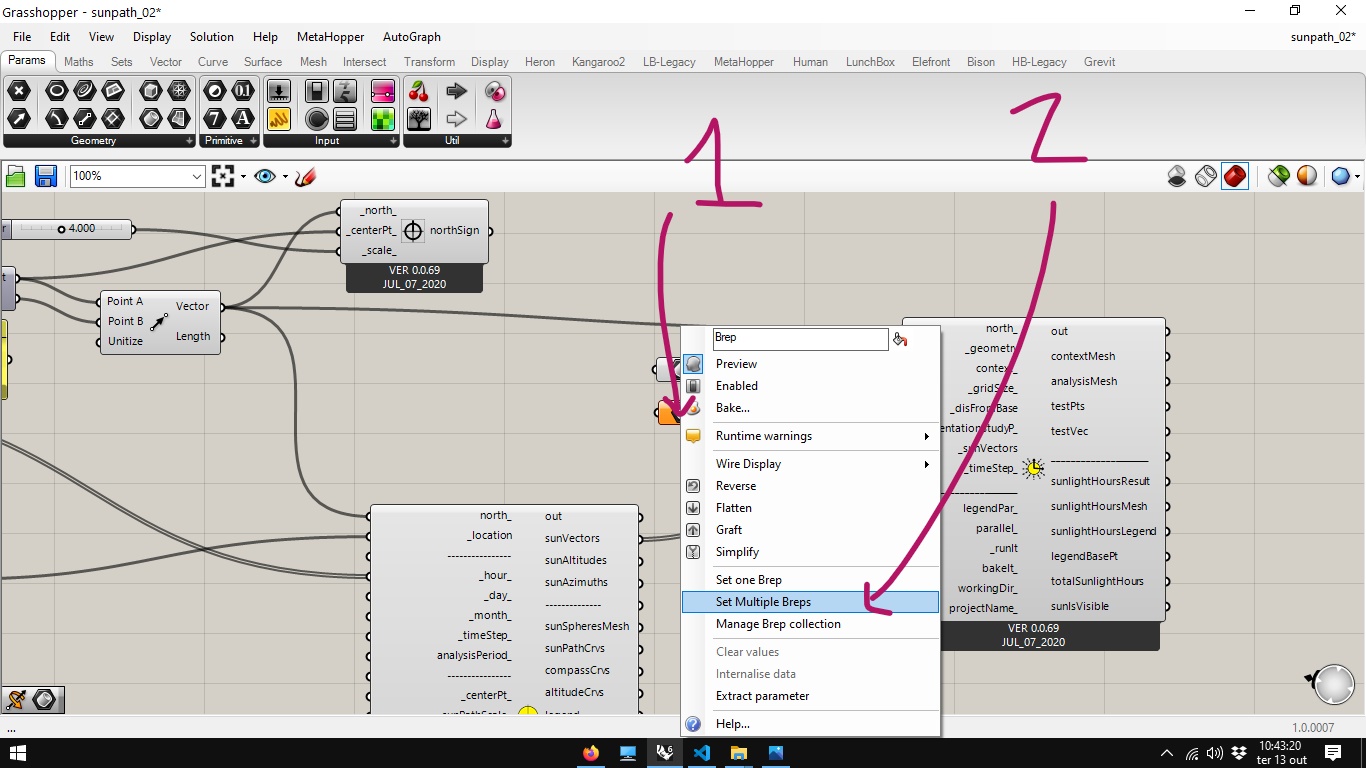 Grasshopper - sunpath_02*
File Edit View Display Solution Help MetaHopper AutoGraph sunpath_02*
Params Maths Sets Vector Curve Surface Mesh Intersect Transform Display Heron Kangaroo2 LB-Legacy MetaHopper Human LunchBox Elefront Bison HB-Legacy Grevit
0.1
7 A
Geometry Primitive Input Util
1 2
100%
r 4.000
_north_
_centerPt_ northSign
_scale_
VER 0.0.69
JUL_07_2020
t
Point A Vector
Point B
Unitize Length
Brep
Preview
Enabled
Bake...
Runtime warnings
Wire Display
Reverse
Flatten
Graft
Simplify
Set one Brep
Set Multiple Breps
Manage Brep collection
Clear values
Internalise data
Extract parameter
Help...
north_ out
_geometry
context_ contextMesh
_gridSize_ analysisMesh
_disFromBase testPts
entationstudyP_ testVec
_sunVectors
_timeStep_
sunlightHoursResult
legendPar_ sunlightHoursMesh
parallel_ sunlightHoursLegend
_runIt legendBasePt
bakeIt_
workingDir_ totalSunlightHours
projectName_ sunIsVisible
VER 0.0.69
JUL_07_2020
north_ out
_location sunVectors
---------------- sunAltitudes
_hour_ sunAzimuths
_day_ --------------
_month_ sunSpheresMesh
_timeStep_ sunPathCrvs
analysisPeriod_ compassCrvs
----------------
_centerPt_ altitudeCrvs
_sunPathScale_ legend
... 1.0.0007
6
10:43:20
ter 13 out